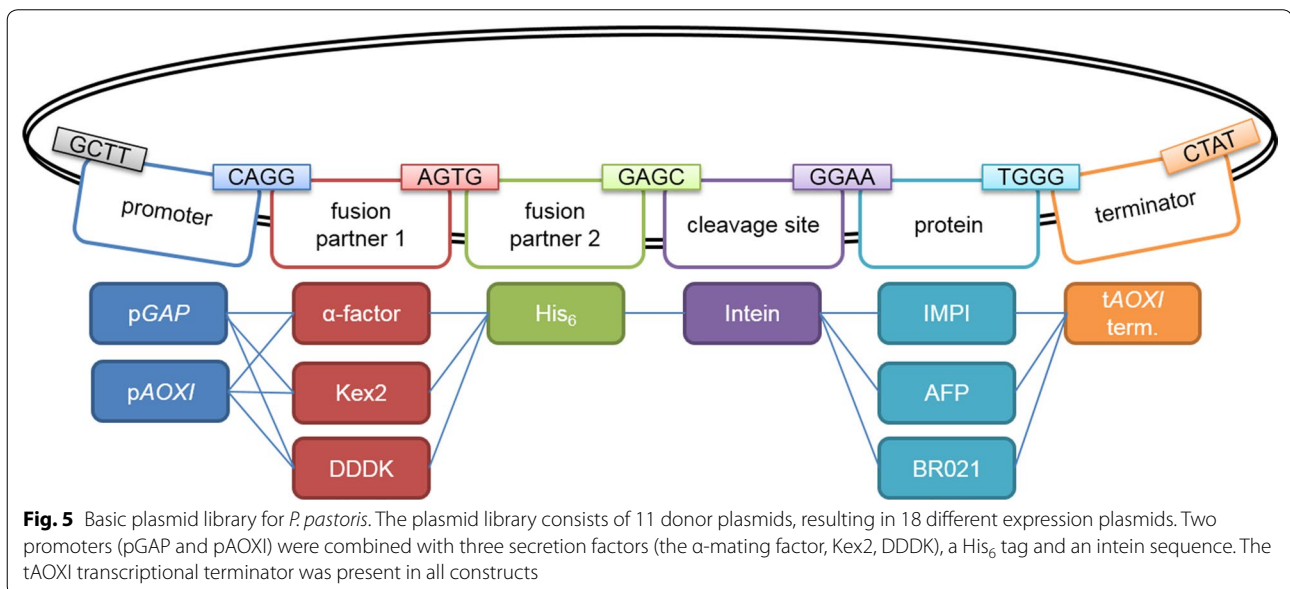 GCTT
CAGG
AGTG
GAGC
GGAA
TGGG
CTAT
promoter
fusion
partner 1
fusion
partner 2
cleavage site
protein
terminator
pGAP
α-factor
His₆
Intein
IMPI
tAOXI
term.
pAOXI
Kex2
AFP
DDDK
BR021
Fig. 5 Basic plasmid library for P. pastoris. The plasmid library consists of 11 donor plasmids, resulting in 18 different expression plasmids. Two
promoters (pGAP and pAOXI) were combined with three secretion factors (the α-mating factor, Kex2, DDDK), a His₆ tag and an intein sequence. The
tAOXI transcriptional terminator was present in all constructs